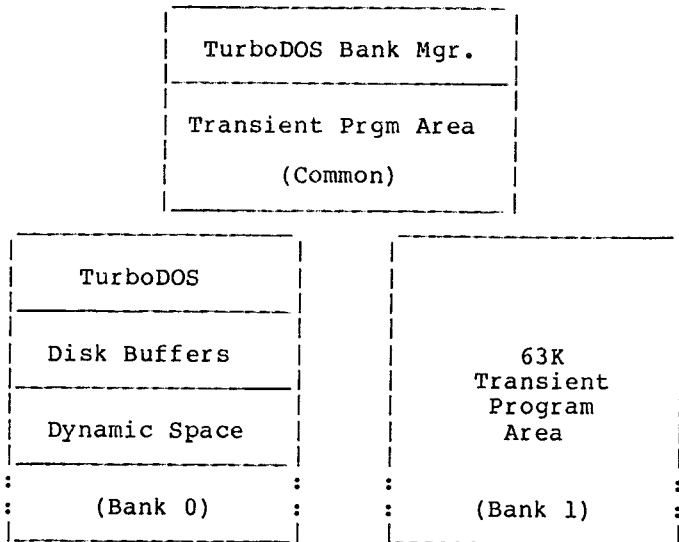 TurboDOS Bank Mgr.
Transient Prgm Area
(Common)
TurboDOS
Disk Buffers
Dynamic Space
(Bank 0)
63K
Transient
Program
Area
(Bank 1)